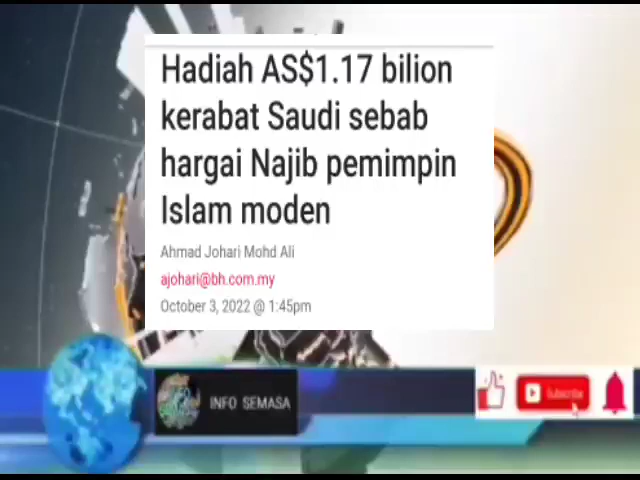 Hadiah AS$1.17 bilion
kerabat Saudi sebab
hargai Najib pemimpin
Islam moden
Ahmad Johari Mohd Ali
ajohari@bh.com.my
October 3, 2022 @ 1:45pm
INFO SEMASA
Subscribe